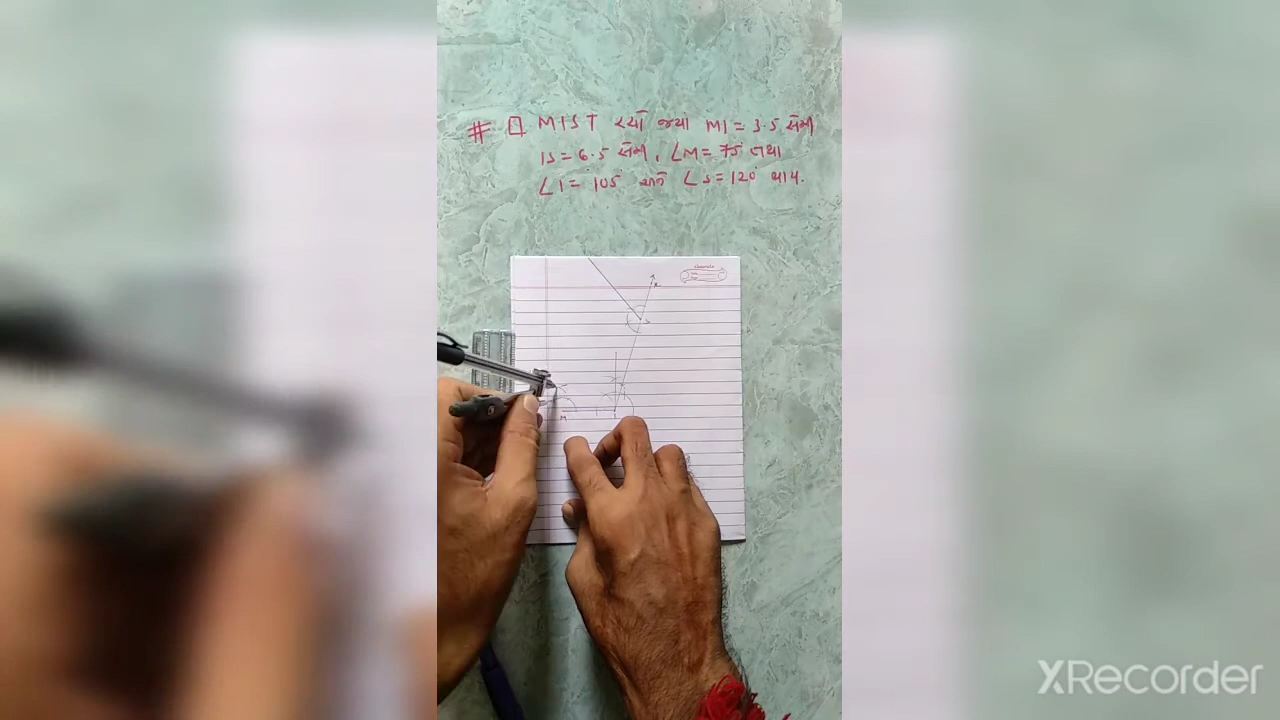 # □ MIST રચો જ્યાં MI = 3.5 સેમી
IS = 6.5 સેમી, ∠M = 75° તથા
∠I = 105° અને ∠S = 120° થાય.
M
XRecorder